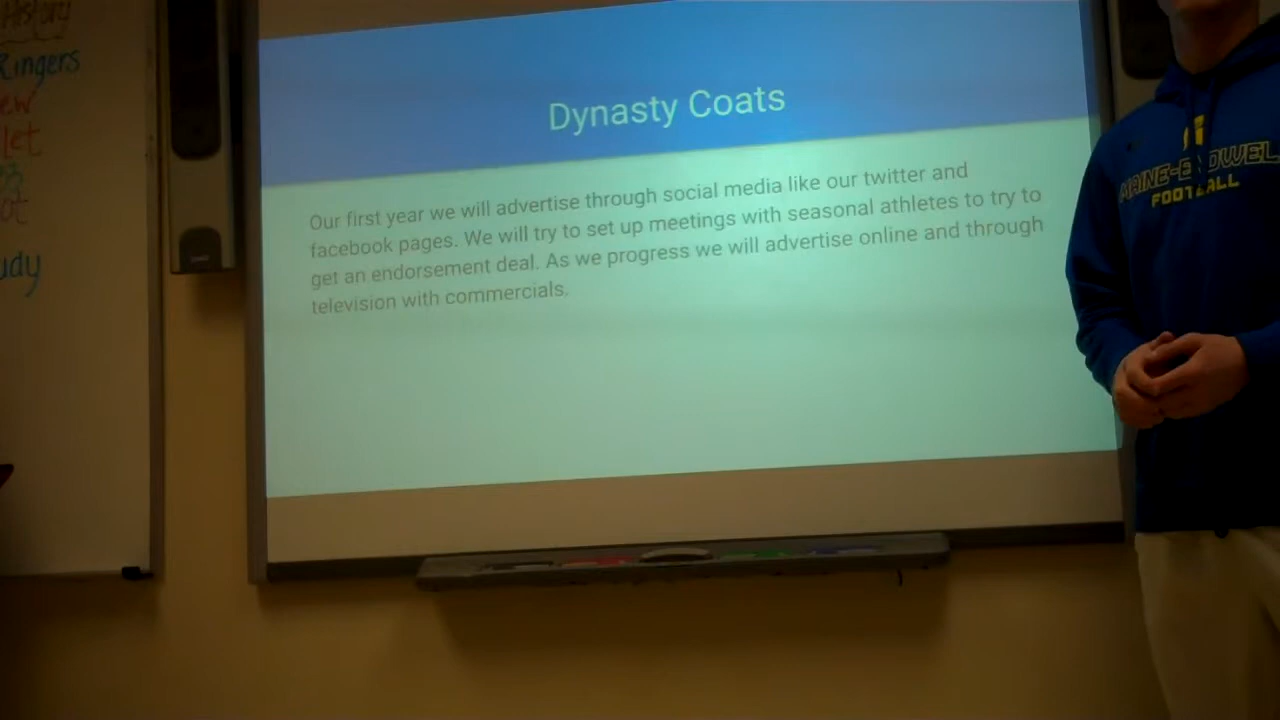 History
Ringers
Dynasty Coats
Our first year we will advertise through social media like our twitter and
facebook pages. We will try to set up meetings with seasonal athletes to try to
get an endorsement deal. As we progress we will advertise online and through
television with commercials.
FOOTBALL